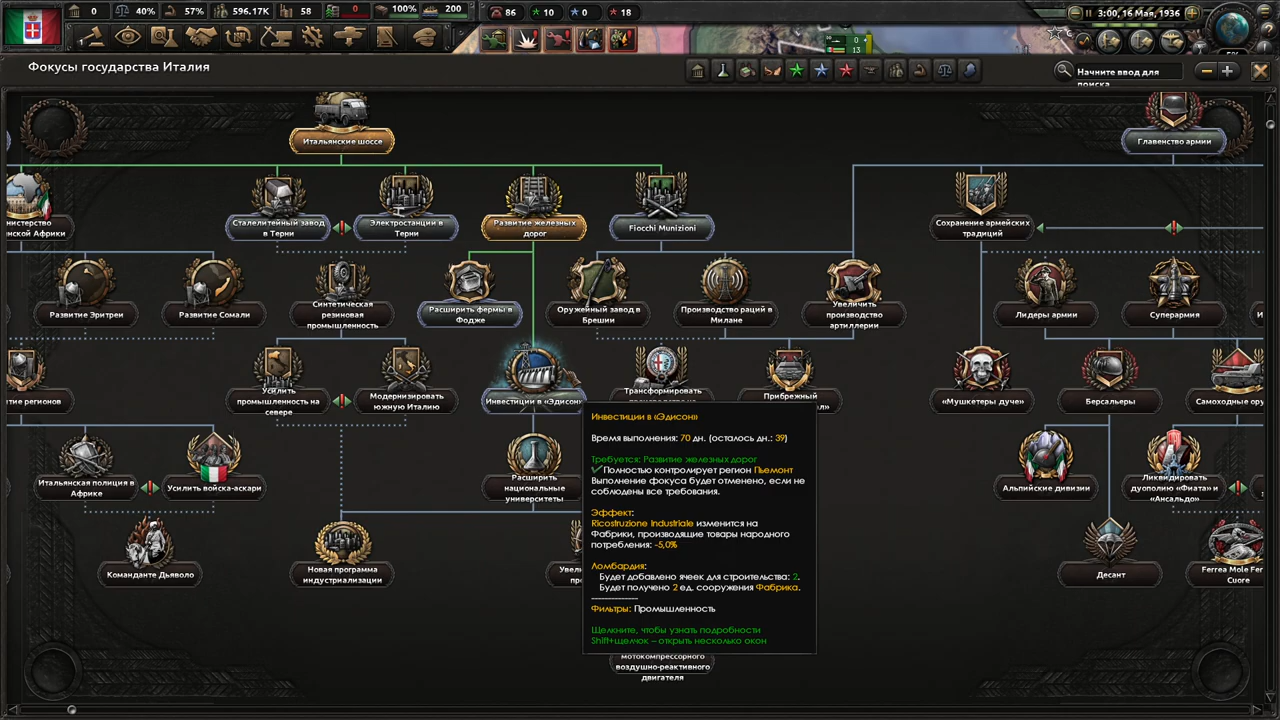 0
40%
57%
596.17K
58
0
100%
200
86
10
0
18
0
13
3:00, 16 Мая, 1936
Фокусы государства Италия
Начните ввод для
поиска
Итальянские шоссе
Главенство армии
Сталелитейный завод
в Терни
Электростанции в
Терни
Развитие железных
дорог
Fiocchi Munizioni
Сохранение армейских
традиций
Развитие Эритреи
Развитие Сомали
Синтетическая
резиновая
промышленность
Расширить фермы в
Фодже
Оружейный завод в
Брешии
Производство раций в
Милане
Увеличить
производство
артиллерии
Лидеры армии
Суперармия
Усилить
промышленность на
севере
Модернизировать
южную Италию
Инвестиции в «Эдисон»
Трансформировать
Прибрежный
«Мушкетеры дуче»
Берсальеры
Самоходные ору
Итальянская полиция в
Африке
Усилить войска-аскари
Расширить
национальные
университеты
Альпийские дивизии
Ликвидировать
дуополию «Фиата» и
«Ансальдо»
Команданте Дьяволо
Новая программа
индустриализации
Десант
Ferrea Mole Fer
Cuore
Инвестиции в «Эдисон»
Время выполнения: 70 дн. (осталось дн.: 39)
Требуется: Развитие железных дорог
Полностью контролирует регион Пьемонт
Выполнение фокуса будет отменено, если не
соблюдены все требования.
Эффект:
Ricostruzione Industriale изменится на
Фабрики, производящие товары народного
потребления: -5,0%
Ломбардия:
Будет добавлено ячеек для строительства: 2.
Будет получено 2 ед. сооружения Фабрика.
--------------
Фильтры: Промышленность
Щелкните, чтобы узнать подробности
Shift+щелчок – открыть несколько окон
мотокомпрессорного
воздушно-реактивного
двигателя